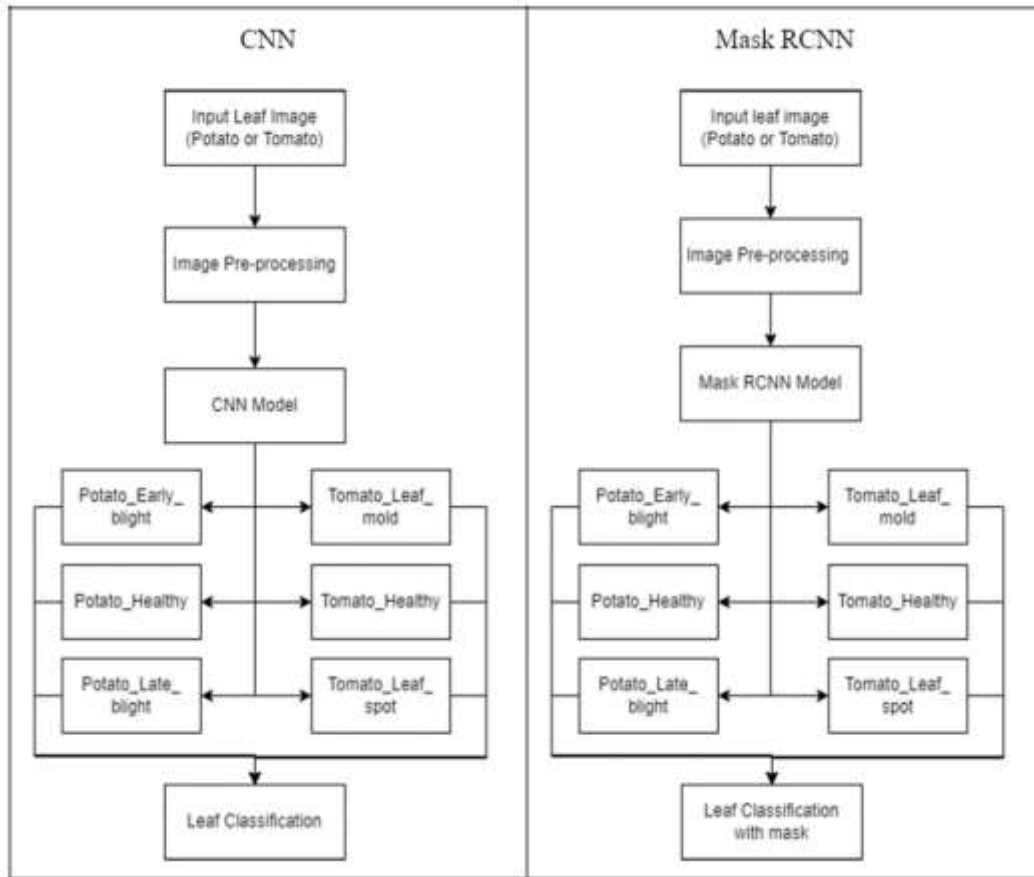 CNN
Input Leaf Image
(Potato or Tomato)
Image Pre-processing
CNN Model
Potato_Early_
blight
Tomato_Leaf_
mold
Potato_Healthy
Tomato_Healthy
Potato_Late_
blight
Tomato_Leaf_
spot
Leaf Classification
Mask RCNN
Input leaf image
(Potato or Tomato)
Image Pre-processing
Mask RCNN Model
Potato_Early_
blight
Tomato_Leaf_
mold
Potato_Healthy
Tomato_Healthy
Potato_Late_
blight
Tomato_Leaf_
spot
Leaf Classification
with mask